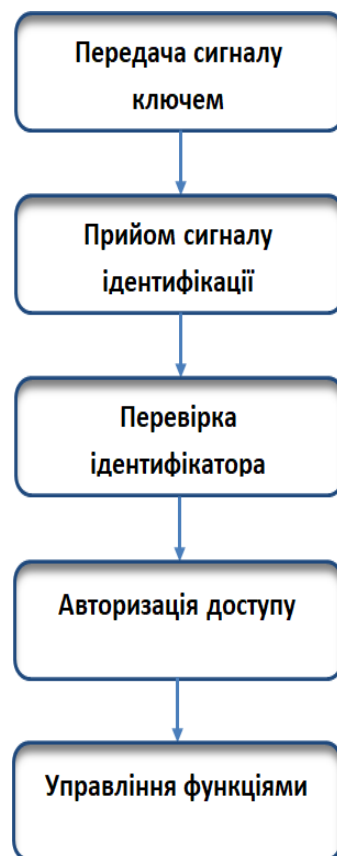 Передача сигналу
ключем
Прийом сигналу
ідентифікації
Перевірка
ідентифікатора
Авторизація доступу
Управління функціями